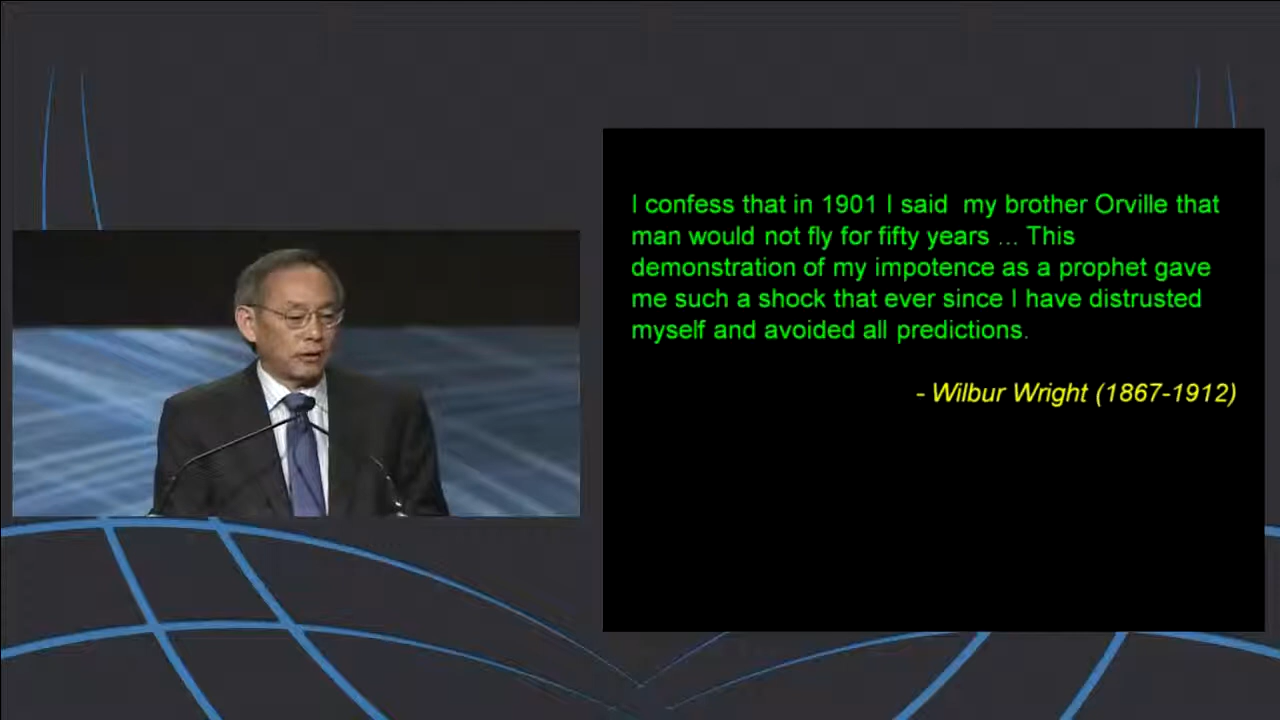 I confess that in 1901 I said  my brother Orville that
man would not fly for fifty years ... This
demonstration of my impotence as a prophet gave
me such a shock that ever since I have distrusted
myself and avoided all predictions.
- Wilbur Wright (1867-1912)